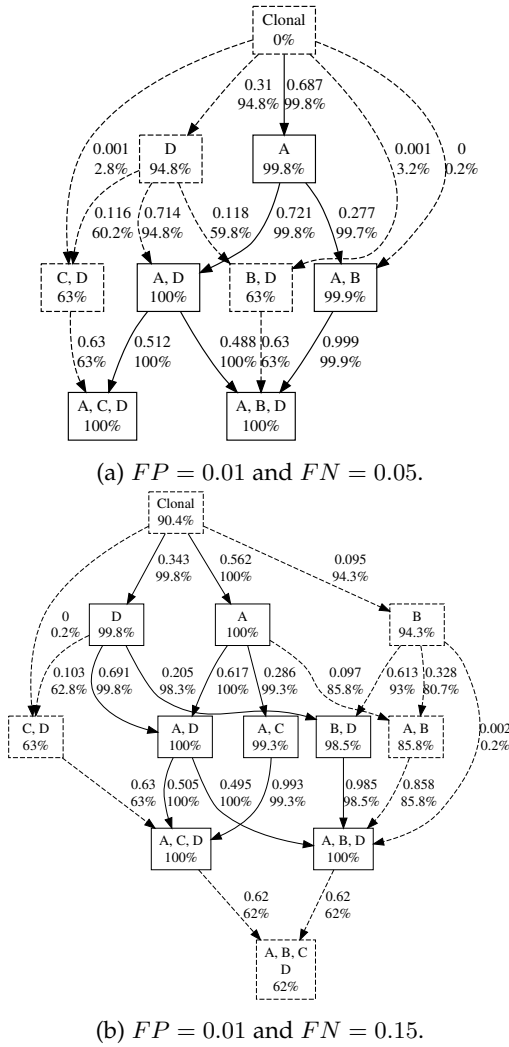 Clonal
0%
0.31 0.687
94.8% 99.8%
D
94.8%
A
99.8%
0.001
2.8%
0.001
3.2%
0
0.2%
0.116 0.714 0.118 0.721 0.277
60.2% 94.8% 59.8% 99.8% 99.7%
C, D
63%
A, D
100%
B, D
63%
A, B
99.9%
0.63 0.512 0.488 0.63 0.999
63% 100% 100% 63% 99.9%
A, C, D
100%
A, B, D
100%
(a) FP = 0.01 and FN = 0.05.
Clonal
90.4%
0.343 0.562 0.095
99.8% 100% 94.3%
D
99.8%
A
100%
B
94.3%
0
0.2%
0.103 0.691 0.205 0.617 0.286 0.097 0.613 0.328
62.8% 99.8% 98.3% 100% 99.3% 85.8% 93% 80.7%
C, D
63%
A, D
100%
A, C
99.3%
B, D
98.5%
A, B
85.8%
0.002
0.2%
0.63 0.505 0.495 0.993 0.985 0.858
63% 100% 100% 99.3% 98.5% 85.8%
A, C, D
100%
A, B, D
100%
0.62 0.62
62% 62%
A, B, C
D
62%
(b) FP = 0.01 and FN = 0.15.